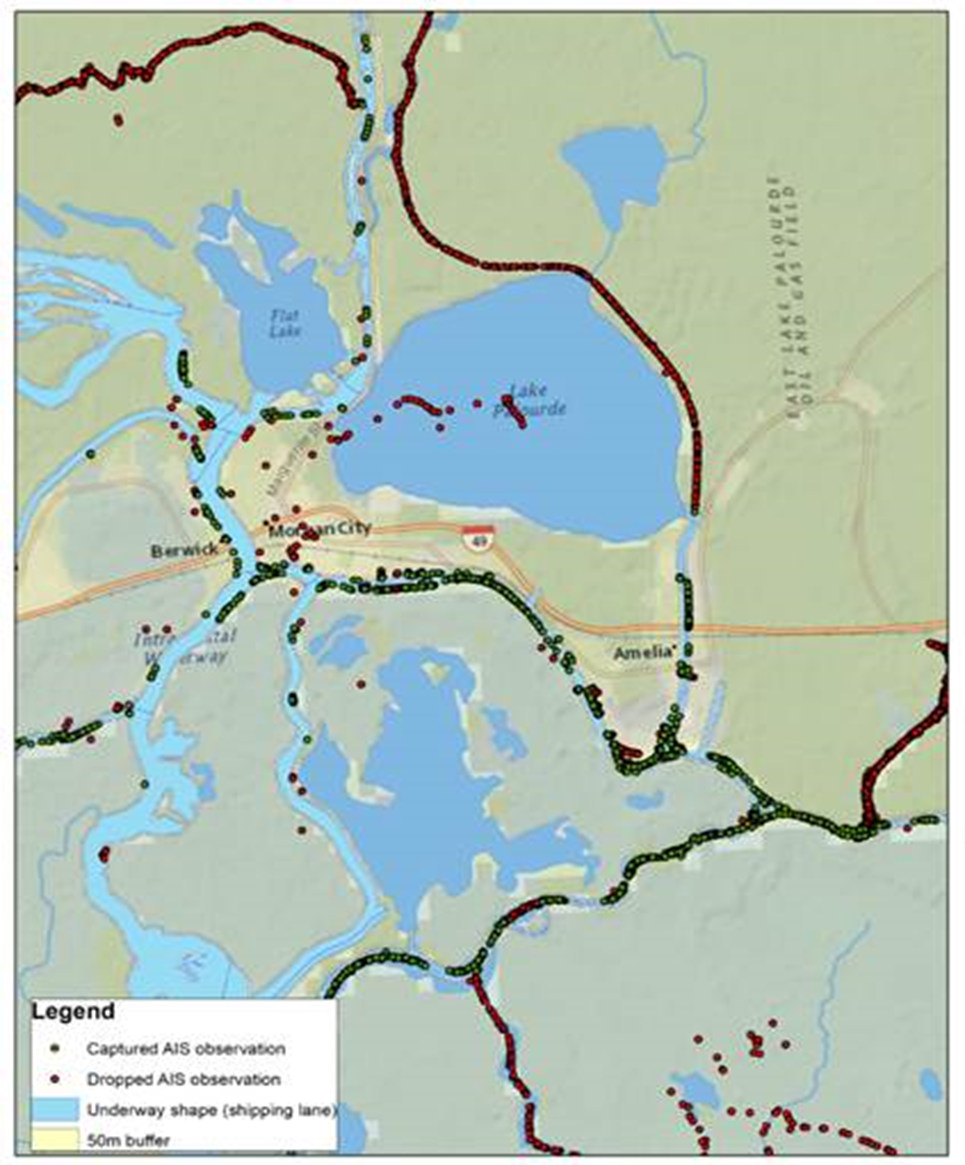 EAST LAKE PALOURDE
OIL AND GAS FIELD
Flat
Lake
Lake
Palourde
Morgan City
49
Berwick
Amelia
Legend
Captured AIS observation
Dropped AIS observation
Underway shape (shipping lane)
50m buffer